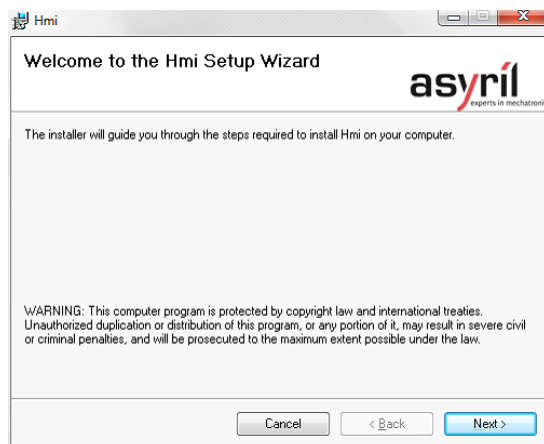 Hmi
Welcome to the Hmi Setup Wizard
asyríl
experts in mechatroni
The installer will guide you through the steps required to install Hmi on your computer.
WARNING: This computer program is protected by copyright law and international treaties.
Unauthorized duplication or distribution of this program, or any portion of it, may result in severe civil
or criminal penalties, and will be prosecuted to the maximum extent possible under the law.
Cancel
< Back
Next >